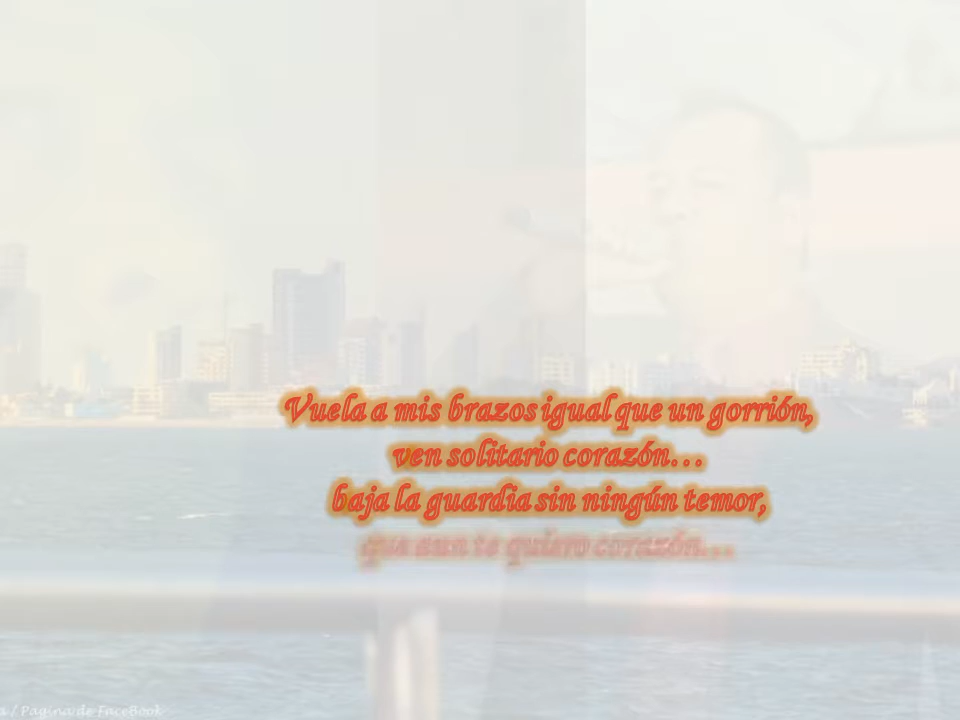 Vuela a mis brazos igual que un gorrión,
ven solitario corazón...
baja la guardia sin ningún temor,
que aun te quiero corazón...
/ Pagina de FaceBook